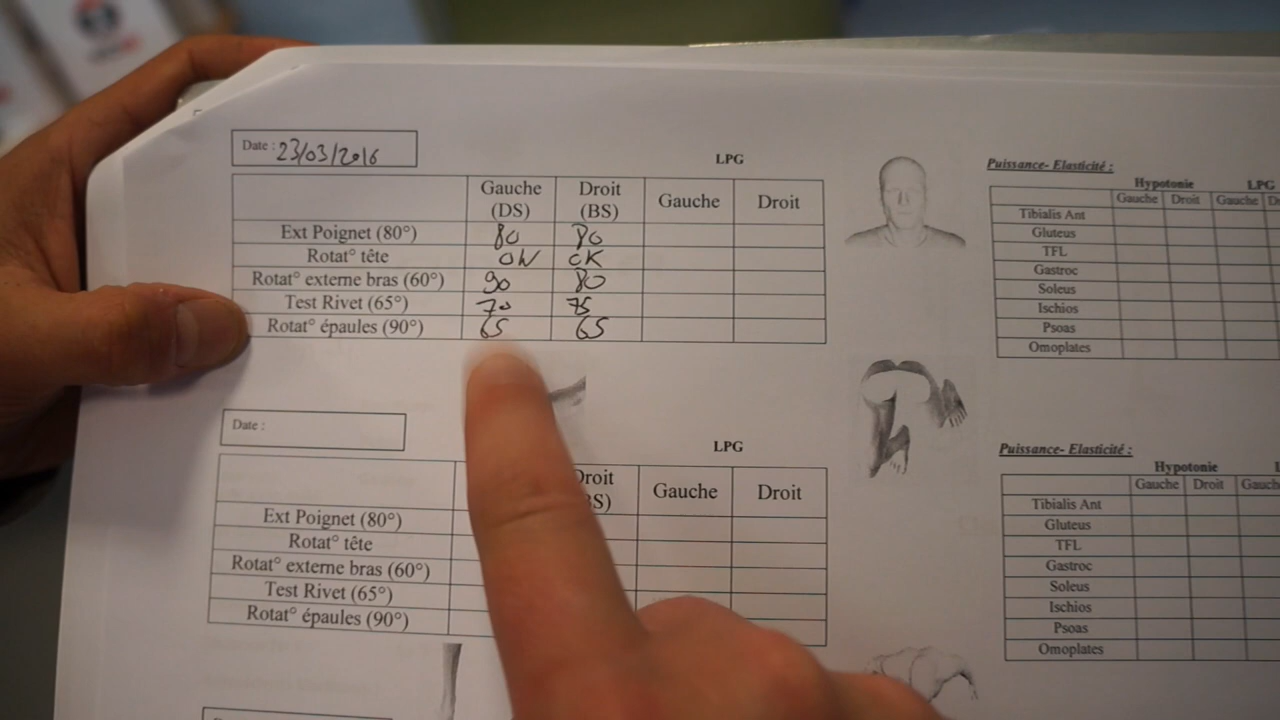 Date : 23/03/2016
LPG
Gauche (DS) Droit (BS) Gauche Droit
Ext Poignet (80°) 80 80
Rotat° tête OK OK
Rotat° externe bras (60°) 90 80
Test Rivet (65°) 70 75
Rotat° épaules (90°) 65 65
Puissance- Elasticité :
Hypotonie LPG
Gauche Droit Gauche
Tibialis Ant
Gluteus
TFL
Gastroc
Soleus
Ischios
Psoas
Omoplates
Date :
LPG
Droit Gauche Droit
Ext Poignet (80°)
Rotat° tête
Rotat° externe bras (60°)
Test Rivet (65°)
Rotat° épaules (90°)
Puissance- Elasticité :
Hypotonie
Gauche Droit Gauche
Tibialis Ant
Gluteus
TFL
Gastroc
Soleus
Ischios
Psoas
Omoplates